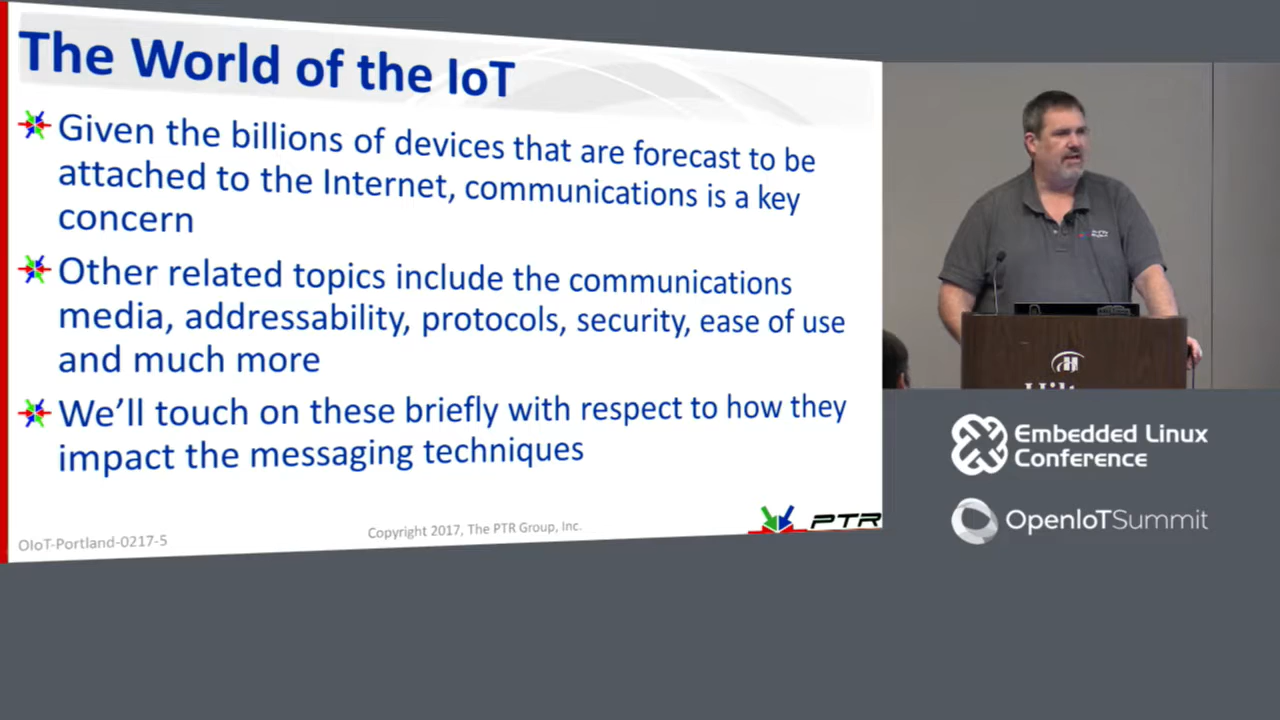 The World of the IoT
Given the billions of devices that are forecast to be
attached to the Internet, communications is a key
concern
Other related topics include the communications
media, addressability, protocols, security, ease of use
and much more
We'll touch on these briefly with respect to how they
impact the messaging techniques
Copyright 2017, The PTR Group, Inc.
PTR
OIoT-Portland-0217-5
Embedded Linux
Conference
OpenIoTSummit